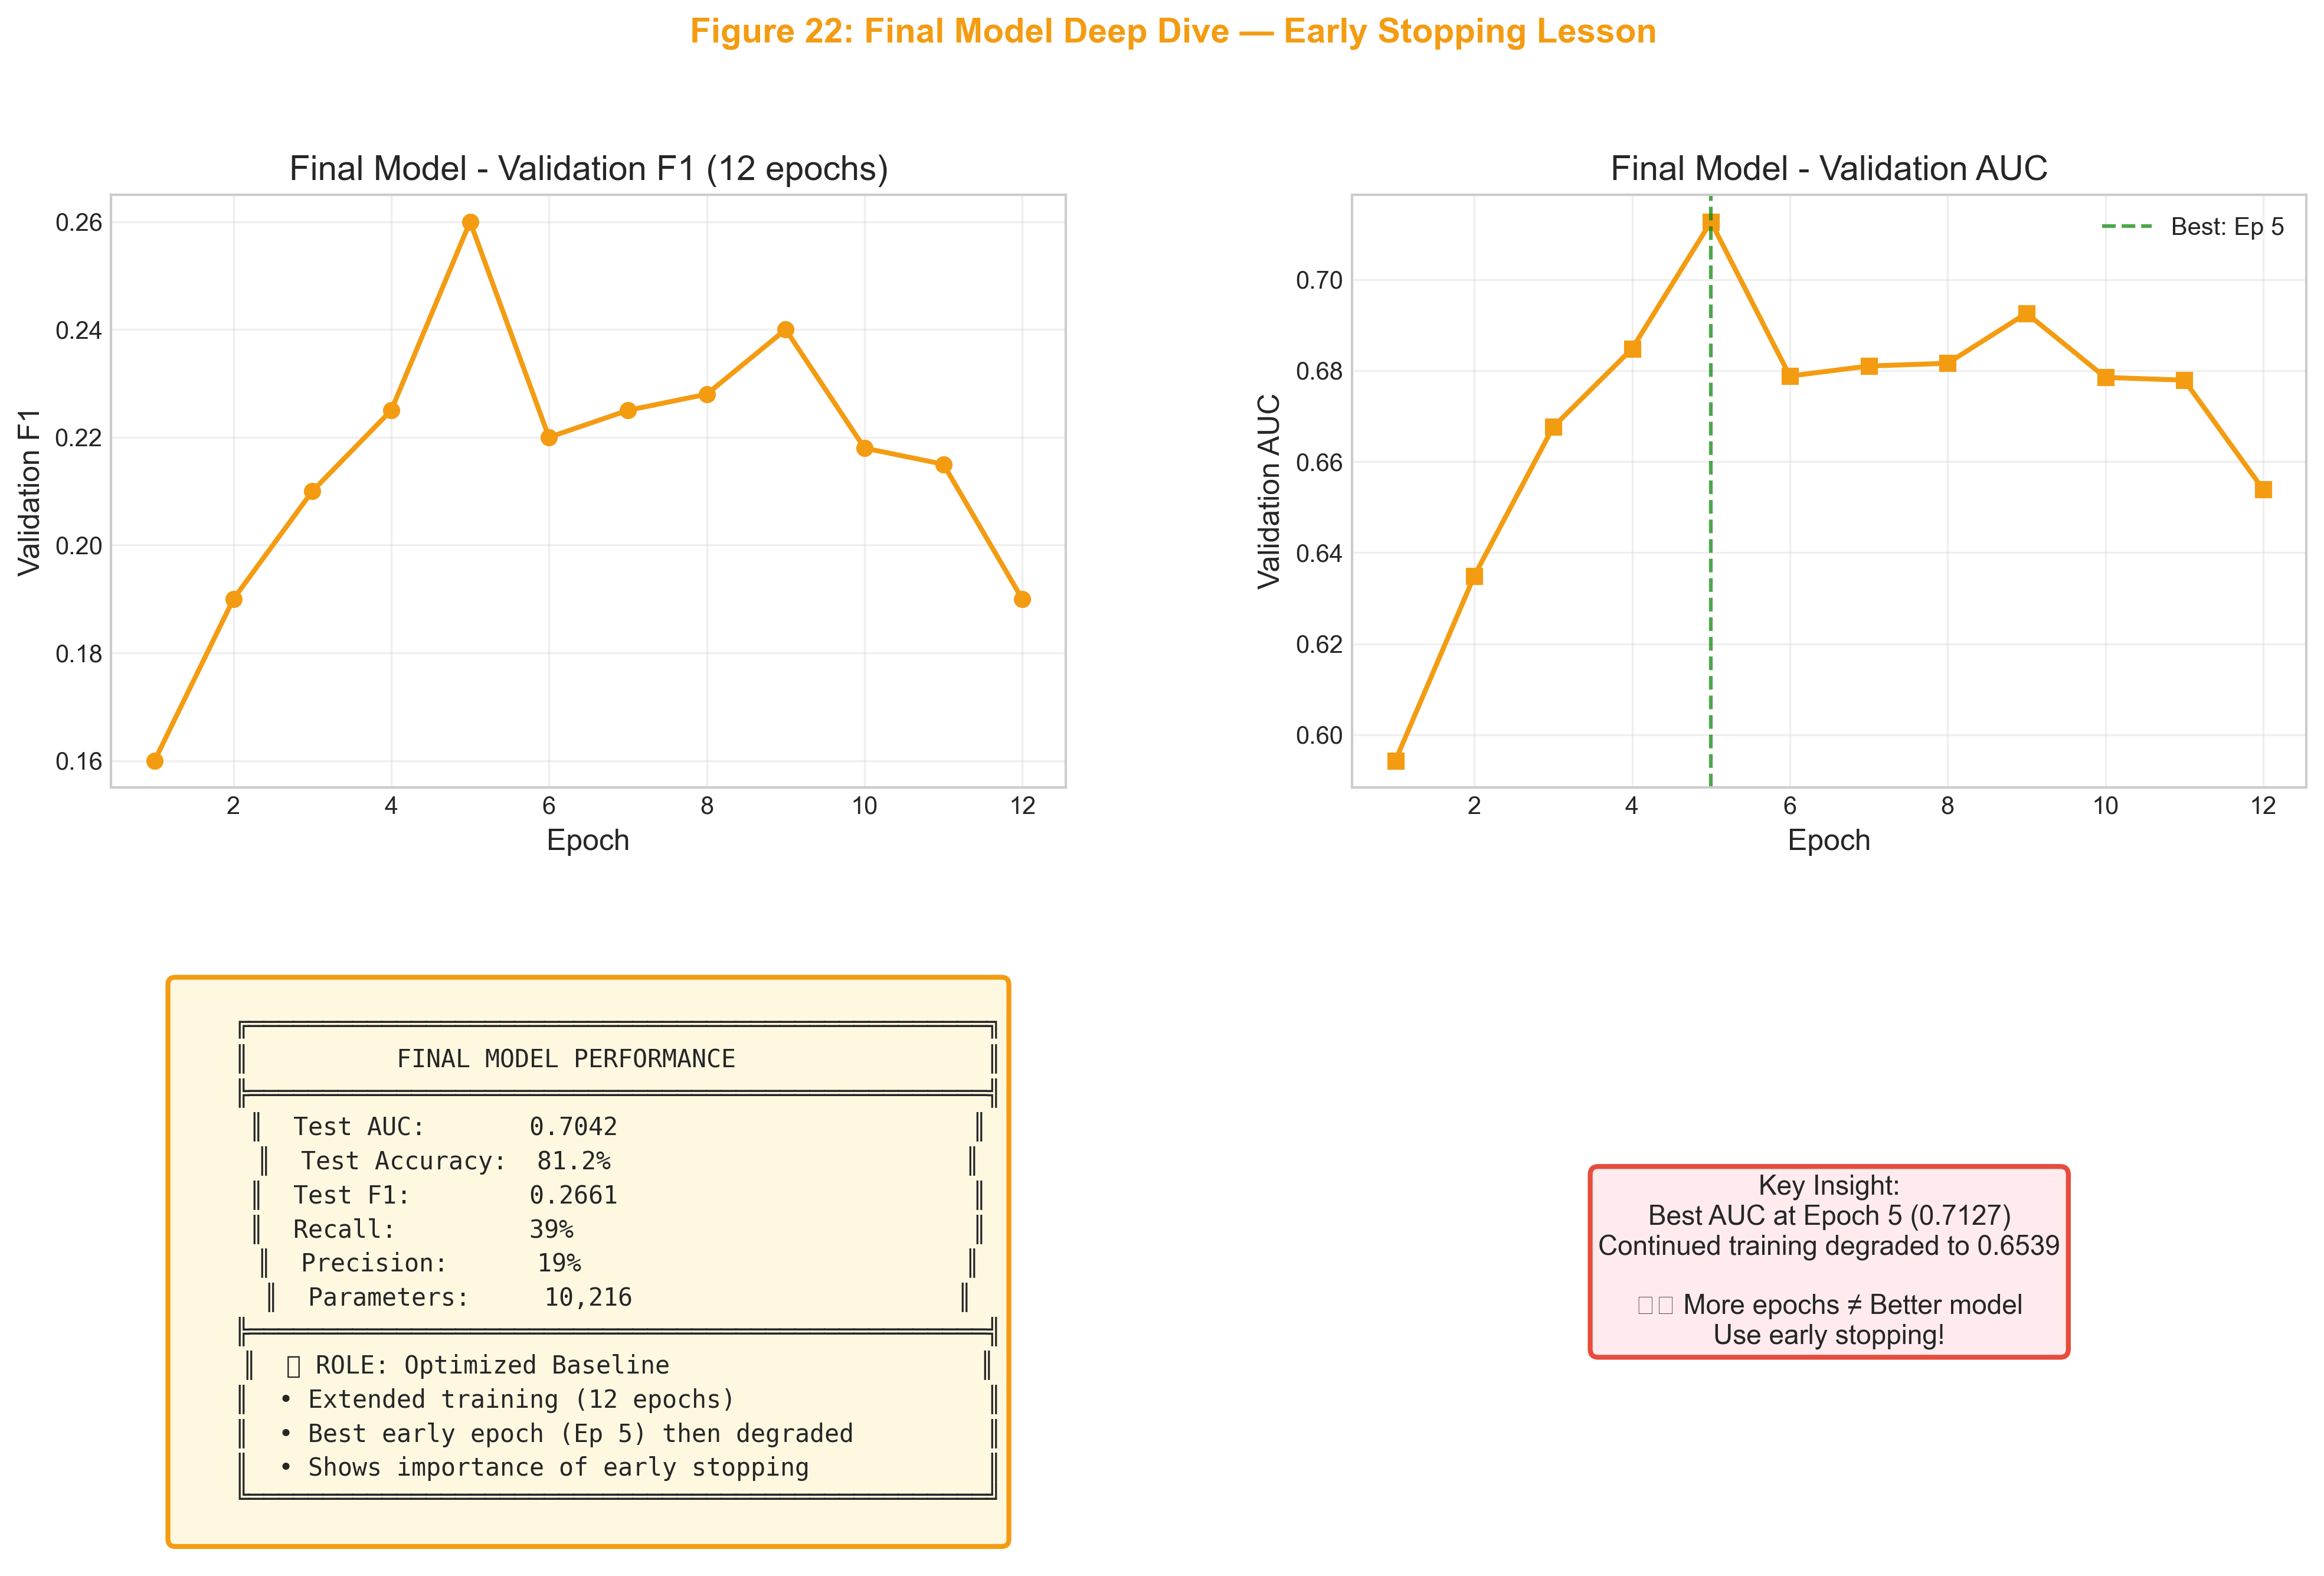 Figure 22: Final Model Deep Dive — Early Stopping Lesson
Final Model - Validation F1 (12 epochs)
Validation F1
0.26
0.24
0.22
0.20
0.18
0.16
2 4 6 8 10 12
Epoch
Final Model - Validation AUC
Best: Ep 5
Validation AUC
0.70
0.68
0.66
0.64
0.62
0.60
2 4 6 8 10 12
Epoch
FINAL MODEL PERFORMANCE
Test AUC: 0.7042
Test Accuracy: 81.2%
Test F1: 0.2661
Recall: 39%
Precision: 19%
Parameters: 10,216
ROLE: Optimized Baseline
• Extended training (12 epochs)
• Best early epoch (Ep 5) then degraded
• Shows importance of early stopping
Key Insight:
Best AUC at Epoch 5 (0.7127)
Continued training degraded to 0.6539
More epochs ≠ Better model
Use early stopping!